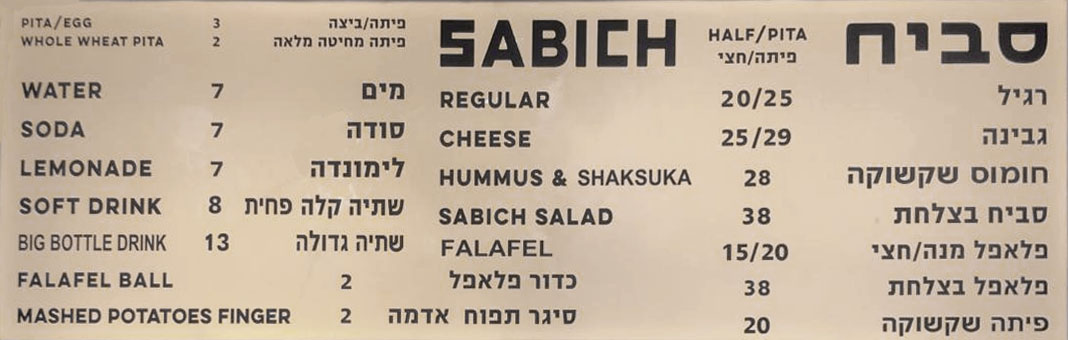 PITA/EGG 3 פיתה/ביצה
WHOLE WHEAT PITA 2 פיתה מחיטה מלאה
WATER 7 מים
SODA 7 סודה
LEMONADE 7 לימונדה
SOFT DRINK 8 שתיה קלה פחית
BIG BOTTLE DRINK 13 שתיה גדולה
FALAFEL BALL 2 כדור פלאפל
MASHED POTATOES FINGER 2 סיגר תפוח אדמה
SABICH HALF/PITA סביח
פיתה/חצי
REGULAR 20/25 רגיל
CHEESE 25/29 גבינה
HUMMUS & SHAKSUKA 28 חומוס שקשוקה
SABICH SALAD 38 סביח בצלחת
FALAFEL 15/20 פלאפל מנה/חצי
38 פלאפל בצלחת
20 פיתה שקשוקה